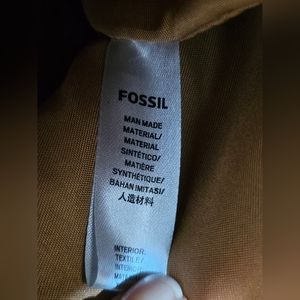 FOSSIL
MAN MADE
MATERIAL/
MATERIAL
SINTÉTICO/
MATIÈRE
SYNTHÉTIQUE/
BAHAN IMITASI/
人造材料
INTERIOR:
TEXTILE/